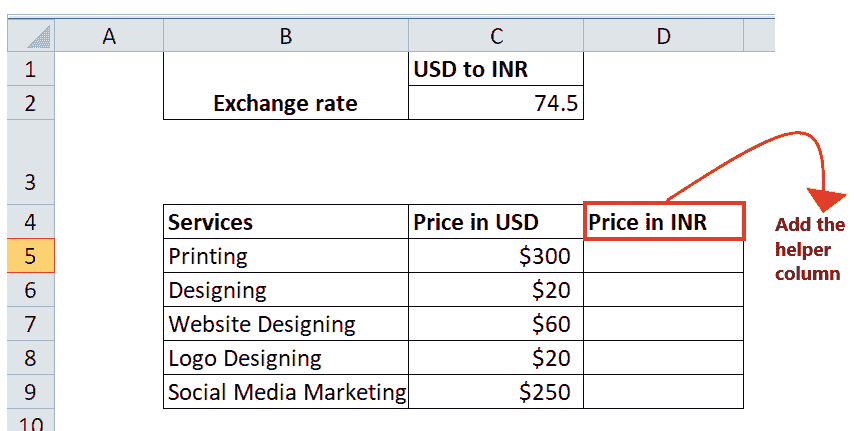 A B C D
1 USD to INR
2 Exchange rate 74.5
3
4 Services Price in USD Price in INR
5 Printing $300
6 Designing $20
7 Website Designing $60
8 Logo Designing $20
9 Social Media Marketing $250
10
Add the
helper
column